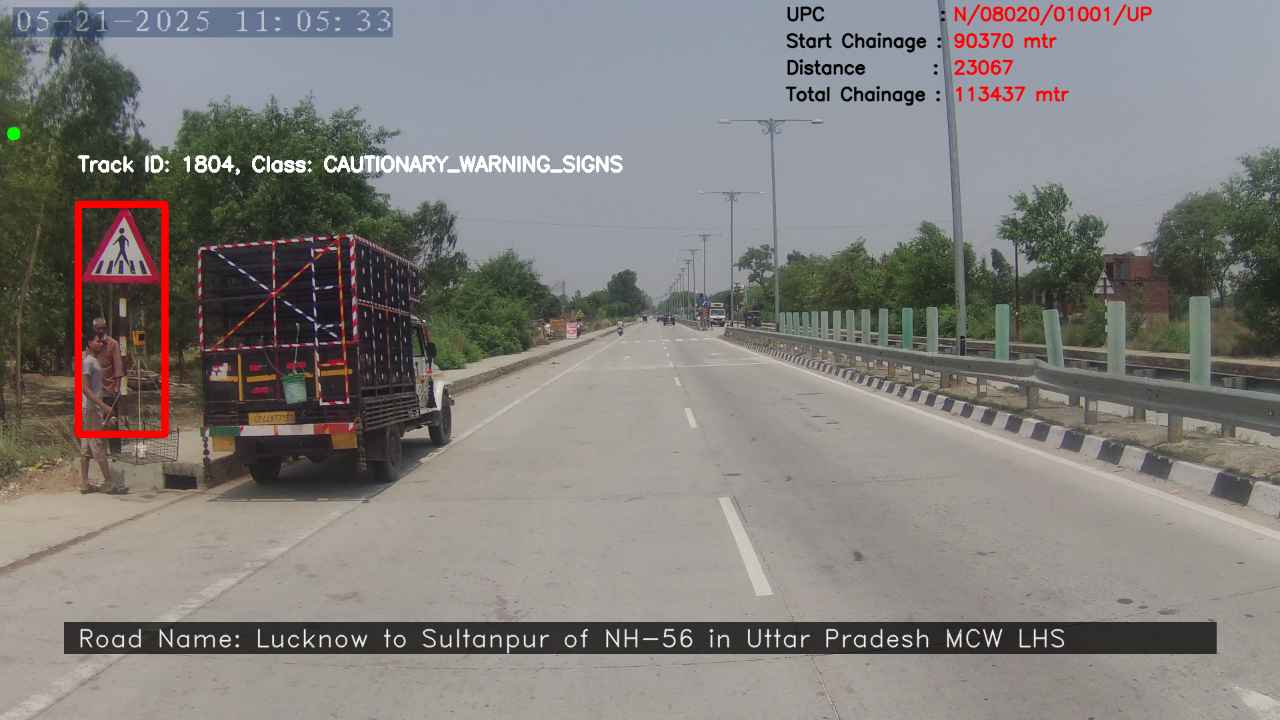 05-21-2025 11:05:33
UPC : N/08020/01001/UP
Start Chainage : 90370 mtr
Distance : 23067
Total Chainage : 113437 mtr
Track ID: 1804, Class: CAUTIONARY_WARNING_SIGNS
Road Name: Lucknow to Sultanpur of NH-56 in Uttar Pradesh MCW LHS